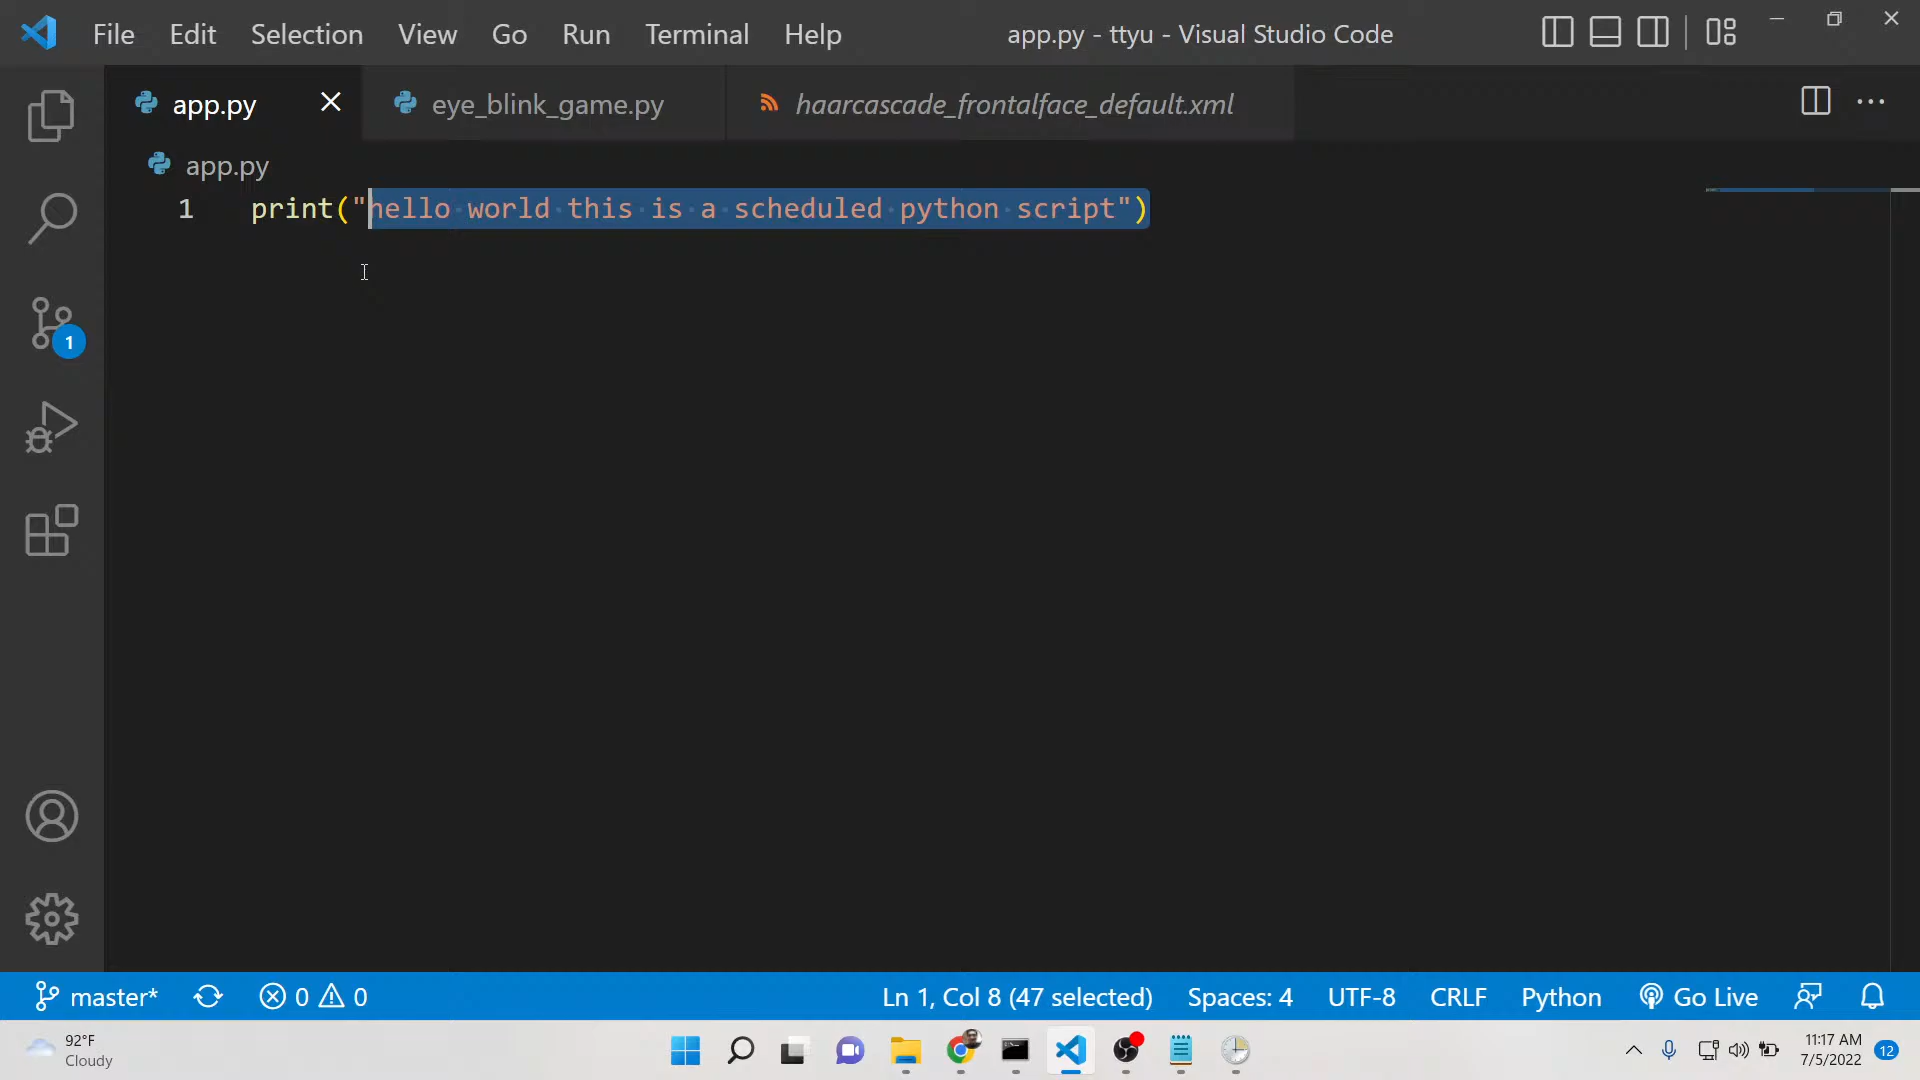 File Edit Selection View Go Run Terminal Help app.py - ttyu - Visual Studio Code
app.py eye_blink_game.py haarcascade_frontalface_default.xml
app.py
1 print("hello world this is a scheduled python script")
1
master* 0 0 Ln 1, Col 8 (47 selected) Spaces: 4 UTF-8 CRLF Python Go Live
92°F
Cloudy
11:17 AM
7/5/2022
12